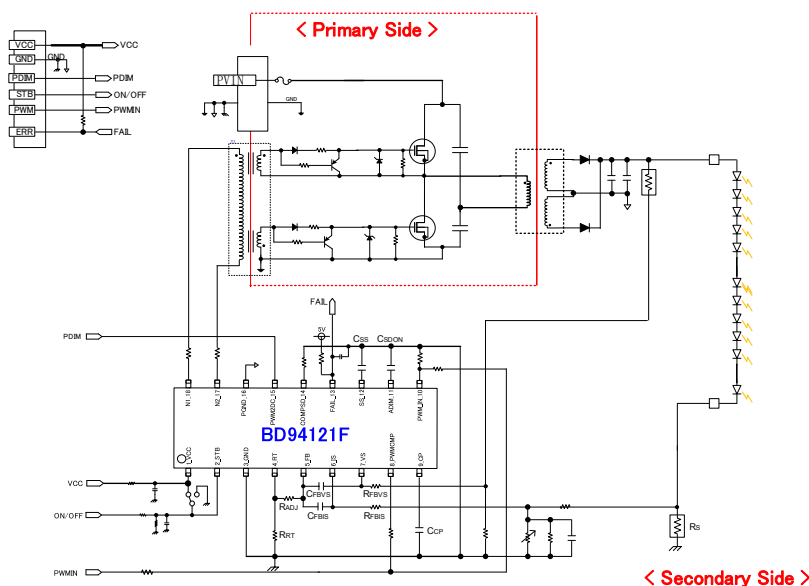 < Primary Side >
VCC
GND
PDIM
STB
PWM
ERR
GND
VCC
PDIM
ON/OFF
PWMIN
FAIL
PVIN
GND
FAIL
5V
CSS
CSDON
PDIM
N1_18
N2_17
PGND_16
PWM2DC_15
COMPSD_14
FAIL_13
SS_12
ADIM_11
PWM_IN_10
BD94121F
1_VCC
2_STB
3_GND
4_RT
5_FB
6_IS
7_VS
8_PWMCMP
9_CP
VCC
ON/OFF
PWMIN
CFBVS
RFBVS
RADJ
CFBIS
RFBIS
RRT
CCP
RS
< Secondary Side >